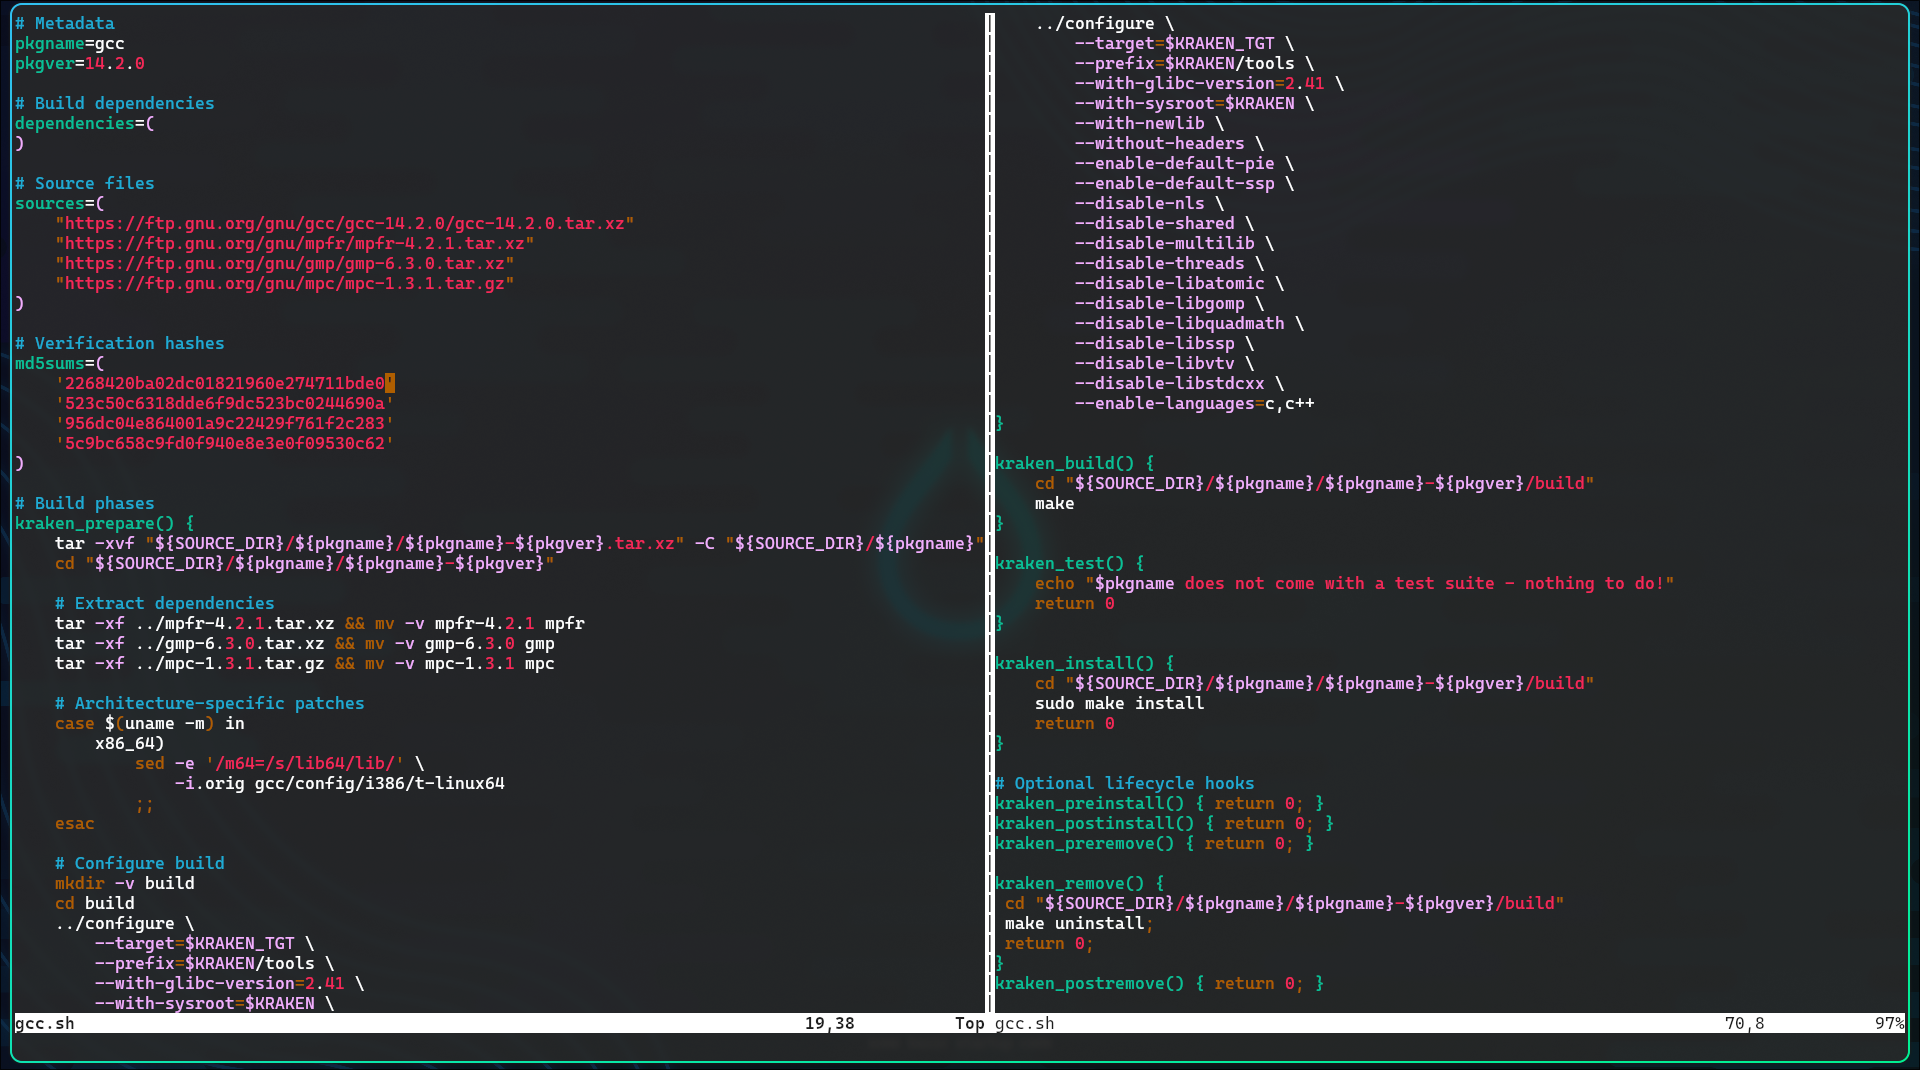 # Metadata
pkgname=gcc
pkgver=14.2.0

# Build dependencies
dependencies=(
)

# Source files
sources=(
    "https://ftp.gnu.org/gnu/gcc/gcc-14.2.0/gcc-14.2.0.tar.xz"
    "https://ftp.gnu.org/gnu/mpfr/mpfr-4.2.1.tar.xz"
    "https://ftp.gnu.org/gnu/gmp/gmp-6.3.0.tar.xz"
    "https://ftp.gnu.org/gnu/mpc/mpc-1.3.1.tar.gz"
)

# Verification hashes
md5sums=(
    '2268420ba02dc01821960e274711bde0'
    '523c50c6318dde6f9dc523bc0244690a'
    '956dc04e864001a9c22429f761f2c283'
    '5c9bc658c9fd0f940e8e3e0f09530c62'
)

# Build phases
kraken_prepare() {
    tar -xvf "${SOURCE_DIR}/${pkgname}/${pkgname}-${pkgver}.tar.xz" -C "${SOURCE_DIR}/${pkgname}"
    cd "${SOURCE_DIR}/${pkgname}/${pkgname}-${pkgver}"

    # Extract dependencies
    tar -xf ../mpfr-4.2.1.tar.xz && mv -v mpfr-4.2.1 mpfr
    tar -xf ../gmp-6.3.0.tar.xz && mv -v gmp-6.3.0 gmp
    tar -xf ../mpc-1.3.1.tar.gz && mv -v mpc-1.3.1 mpc

    # Architecture-specific patches
    case $(uname -m) in
        x86_64)
            sed -e '/m64=/s/lib64/lib/' \
                -i.orig gcc/config/i386/t-linux64
            ;;
    esac

    # Configure build
    mkdir -v build
    cd build
    ../configure \
        --target=$KRAKEN_TGT \
        --prefix=$KRAKEN/tools \
        --with-glibc-version=2.41 \
        --with-sysroot=$KRAKEN \
gcc.sh 19,38 Top
    ../configure \
        --target=$KRAKEN_TGT \
        --prefix=$KRAKEN/tools \
        --with-glibc-version=2.41 \
        --with-sysroot=$KRAKEN \
        --with-newlib \
        --without-headers \
        --enable-default-pie \
        --enable-default-ssp \
        --disable-nls \
        --disable-shared \
        --disable-multilib \
        --disable-threads \
        --disable-libatomic \
        --disable-libgomp \
        --disable-libquadmath \
        --disable-libssp \
        --disable-libvtv \
        --disable-libstdcxx \
        --enable-languages=c,c++
}

kraken_build() {
    cd "${SOURCE_DIR}/${pkgname}/${pkgname}-${pkgver}/build"
    make
}

kraken_test() {
    echo "$pkgname does not come with a test suite - nothing to do!"
    return 0
}

kraken_install() {
    cd "${SOURCE_DIR}/${pkgname}/${pkgname}-${pkgver}/build"
    sudo make install
    return 0
}

# Optional lifecycle hooks
kraken_preinstall() { return 0; }
kraken_postinstall() { return 0; }
kraken_preremove() { return 0; }

kraken_remove() {
 cd "${SOURCE_DIR}/${pkgname}/${pkgname}-${pkgver}/build"
 make uninstall;
 return 0;
}
kraken_postremove() { return 0; }
gcc.sh 70,8 97%